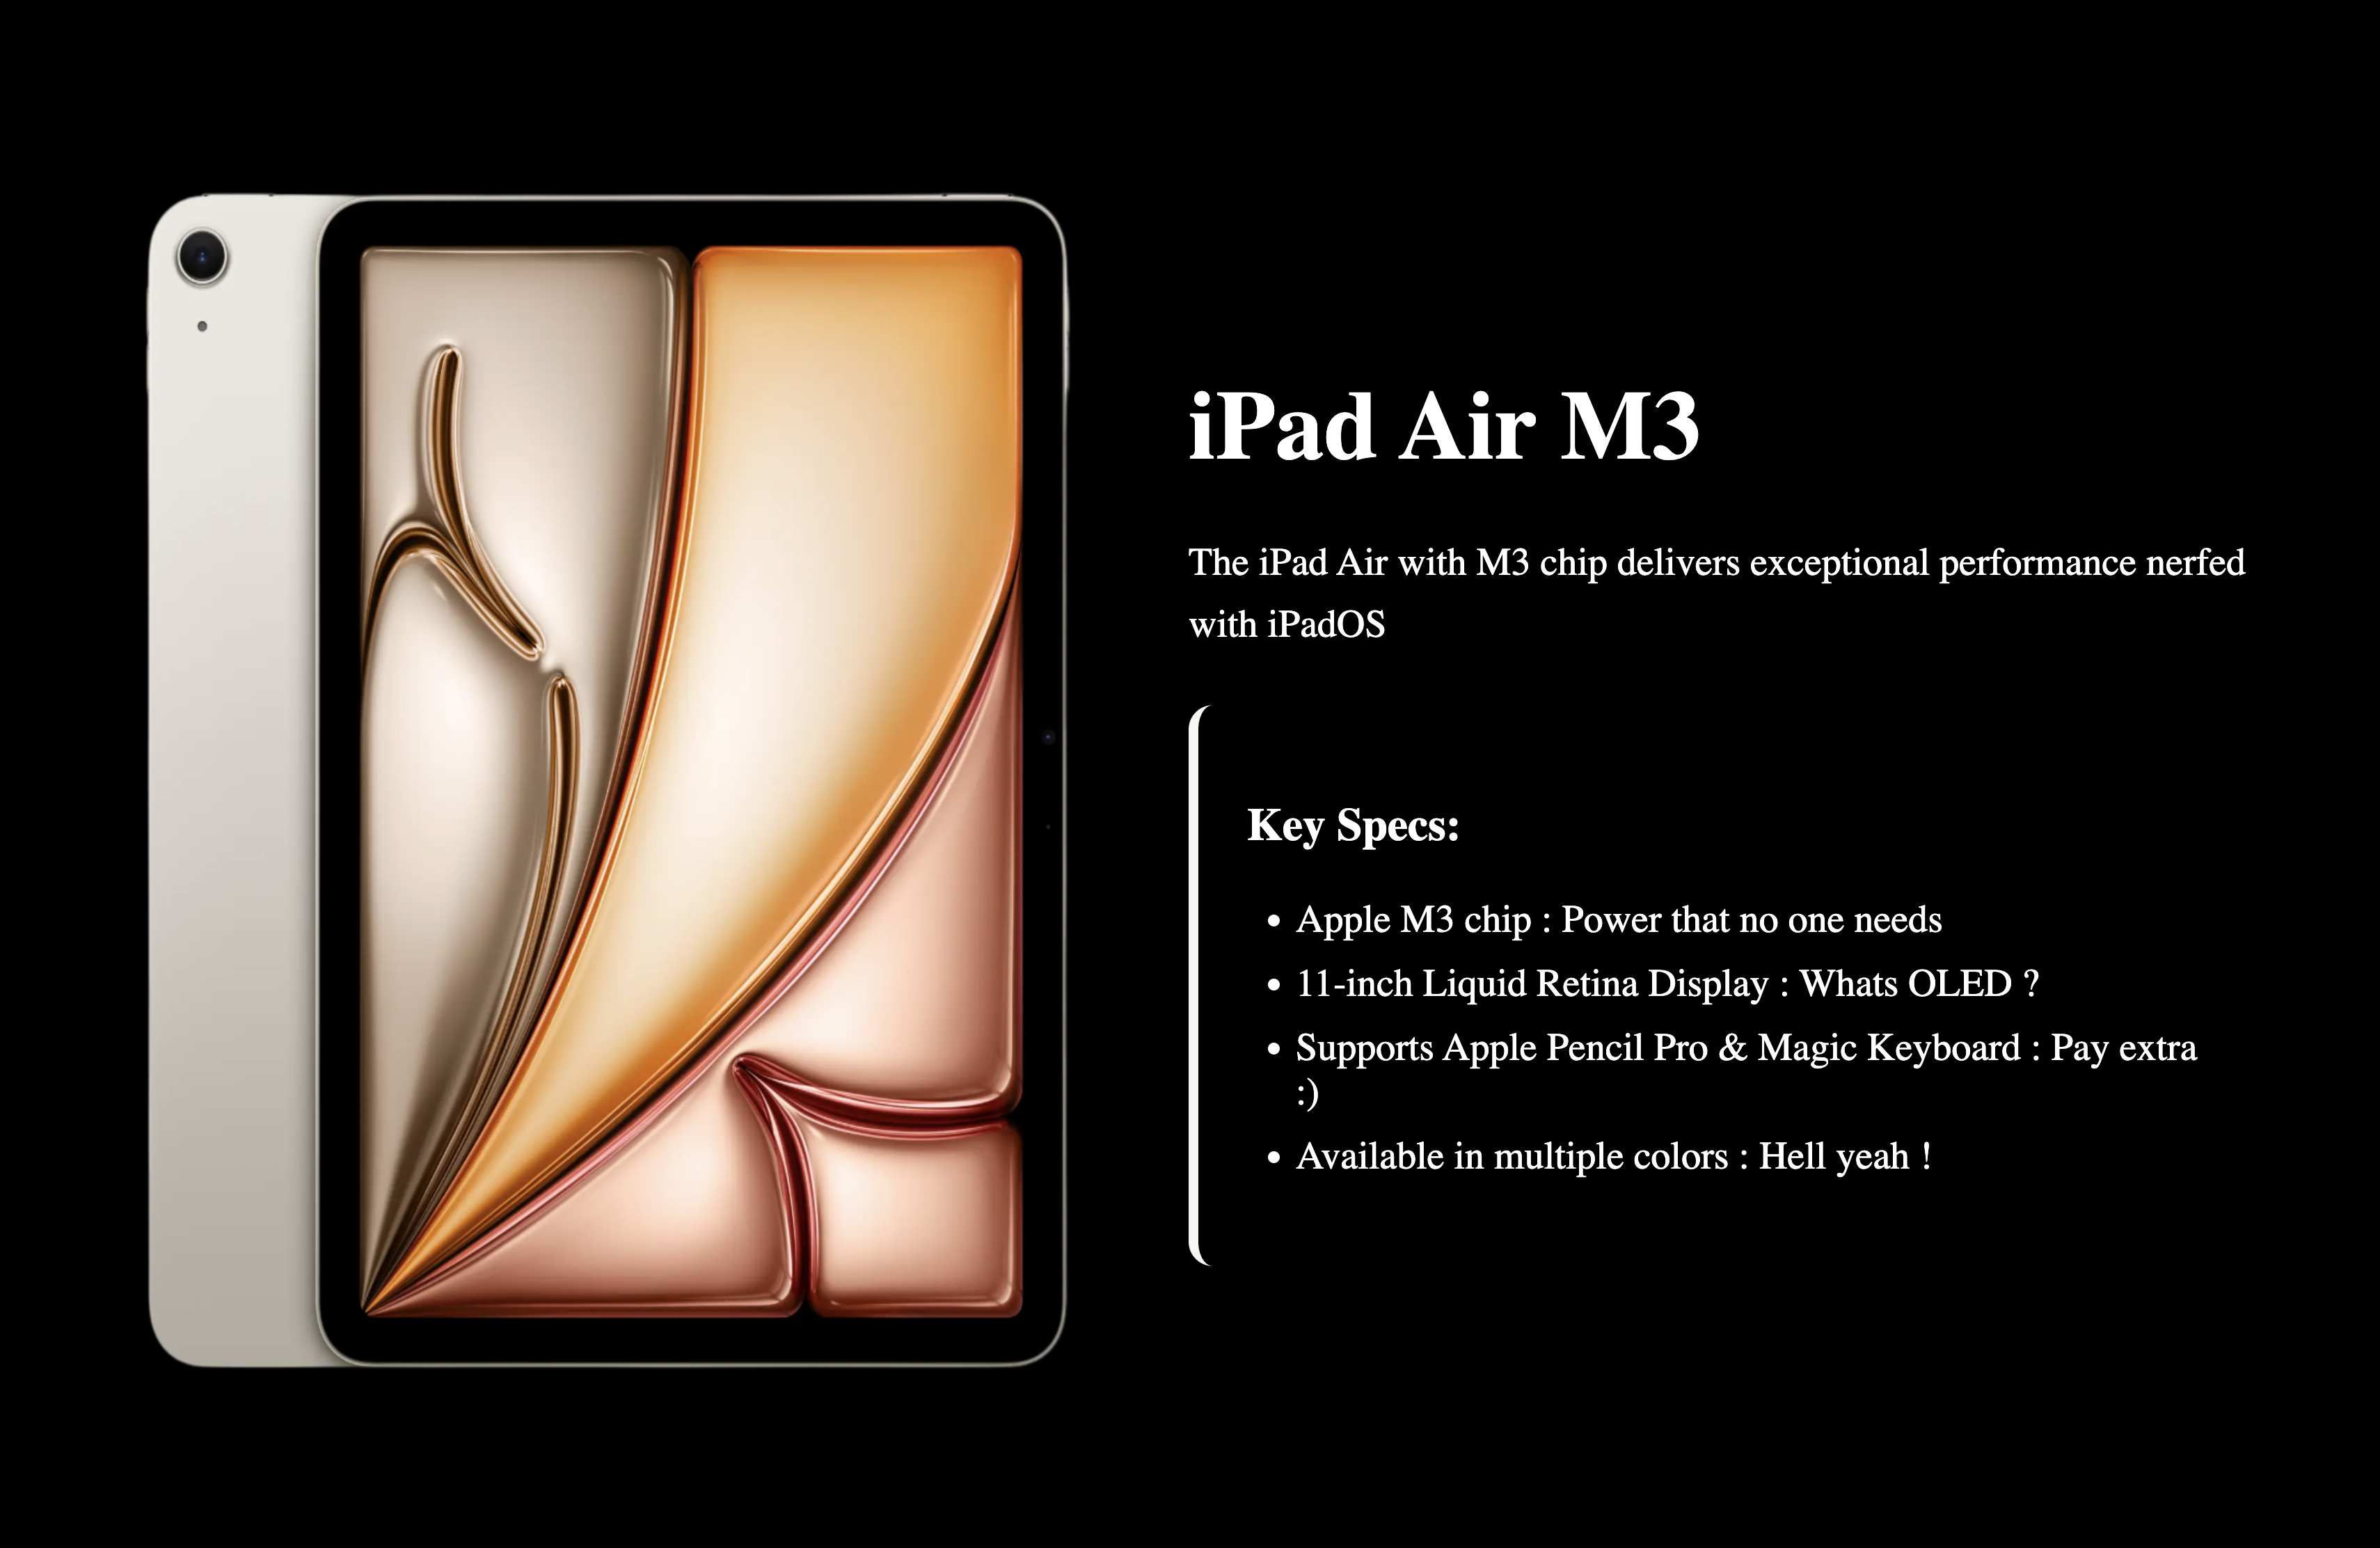 iPad Air M3
The iPad Air with M3 chip delivers exceptional performance nerfed
with iPadOS
Key Specs:
• Apple M3 chip : Power that no one needs
• 11-inch Liquid Retina Display : Whats OLED ?
• Supports Apple Pencil Pro & Magic Keyboard : Pay extra
:)
• Available in multiple colors : Hell yeah !